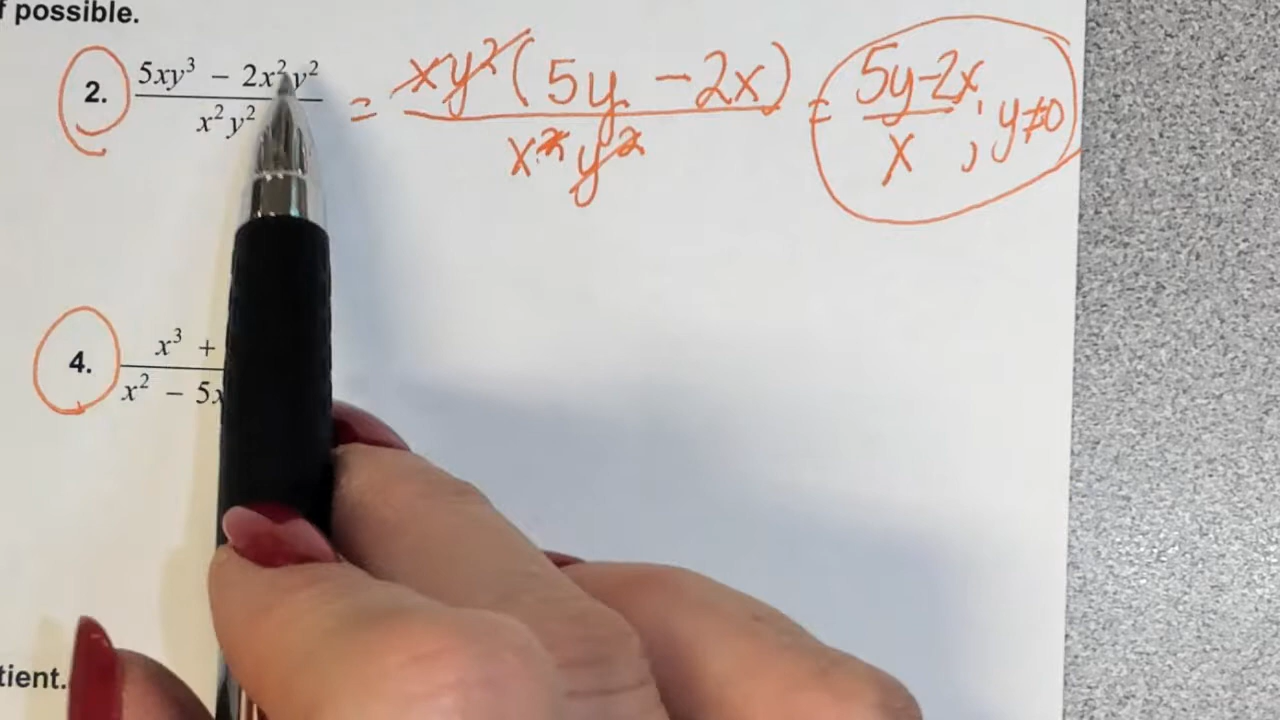 f possible.
2. 5xy³ − 2x²y² / x²y² = xy²(5y − 2x) / x²y² = 5y-2x / x ; y≠0
4. x³ + / x² − 5x
tient.